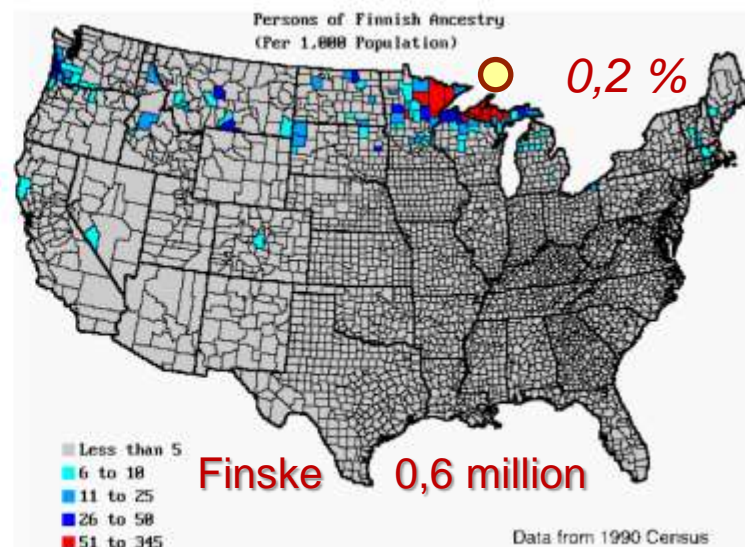 Persons of Finnish Ancestry
(Per 1,000 Population)
0,2 %
Less than 5
6 to 10
11 to 25
26 to 50
51 to 345
Finske 0,6 million
Data from 1990 Census